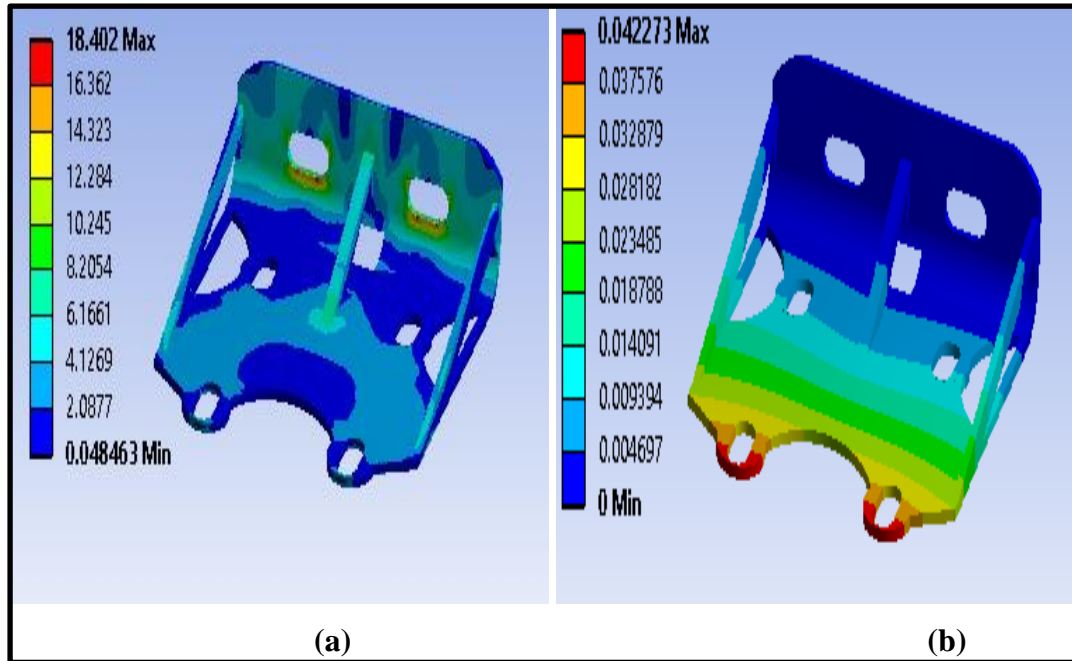 18.402 Max
16.362
14.323
12.284
10.245
8.2054
6.1661
4.1269
2.0877
0.048463 Min
0.042273 Max
0.037576
0.032879
0.028182
0.023485
0.018788
0.014091
0.009394
0.004697
0 Min
(a)
(b)